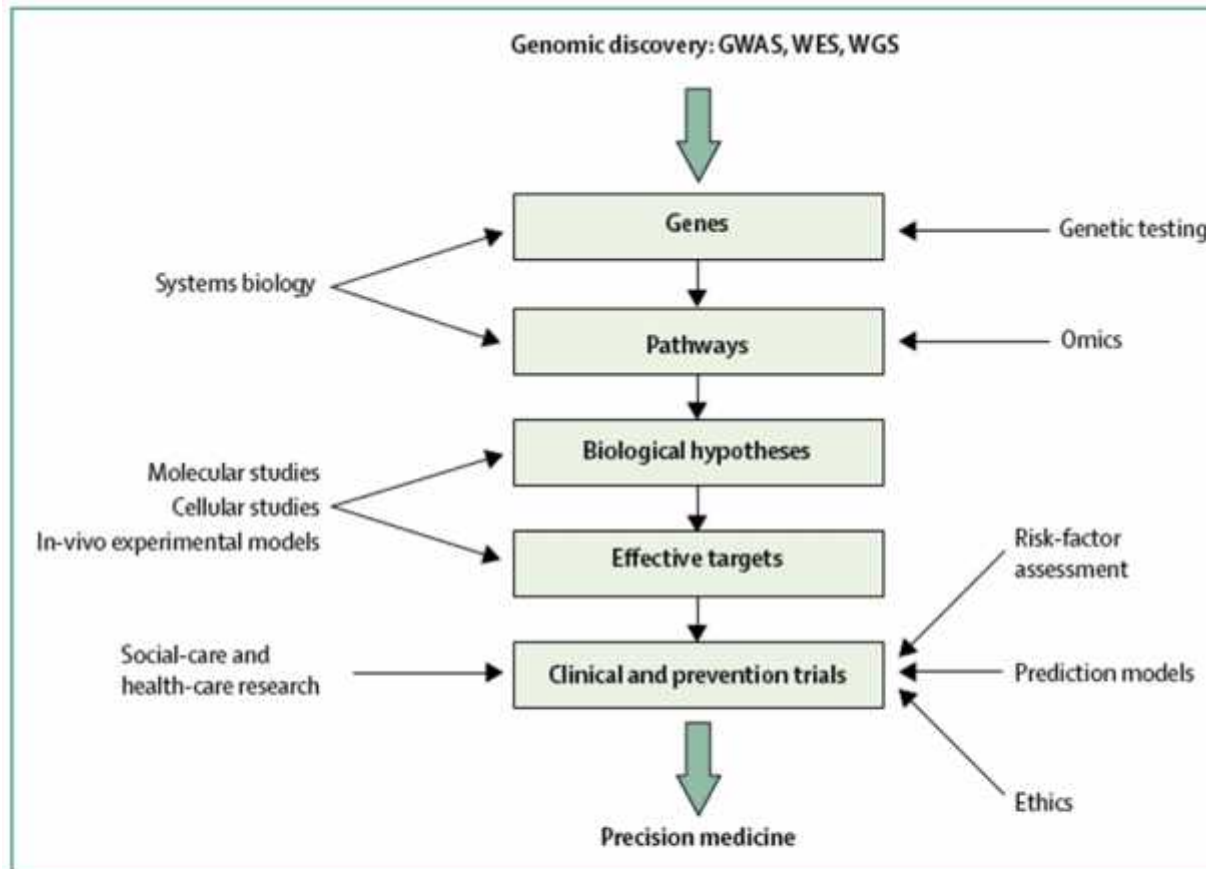 Genomic discovery: GWAS, WES, WGS
Genes
Genetic testing
Systems biology
Pathways
Omics
Biological hypotheses
Molecular studies
Cellular studies
In-vivo experimental models
Effective targets
Risk-factor
assessment
Social-care and
health-care research
Clinical and prevention trials
Prediction models
Ethics
Precision medicine